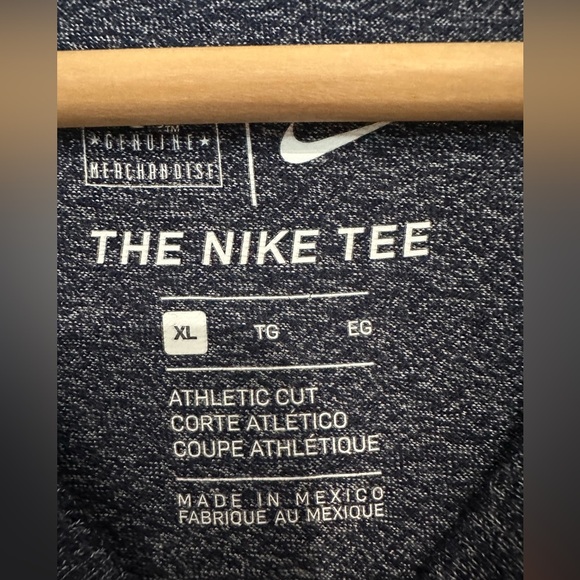 ★GENUINE★
MERCHANDISE
THE NIKE TEE
XL TG EG
ATHLETIC CUT
CORTE ATLÉTICO
COUPE ATHLÉTIQUE
MADE IN MEXICO
FABRIQUE AU MEXIQUE